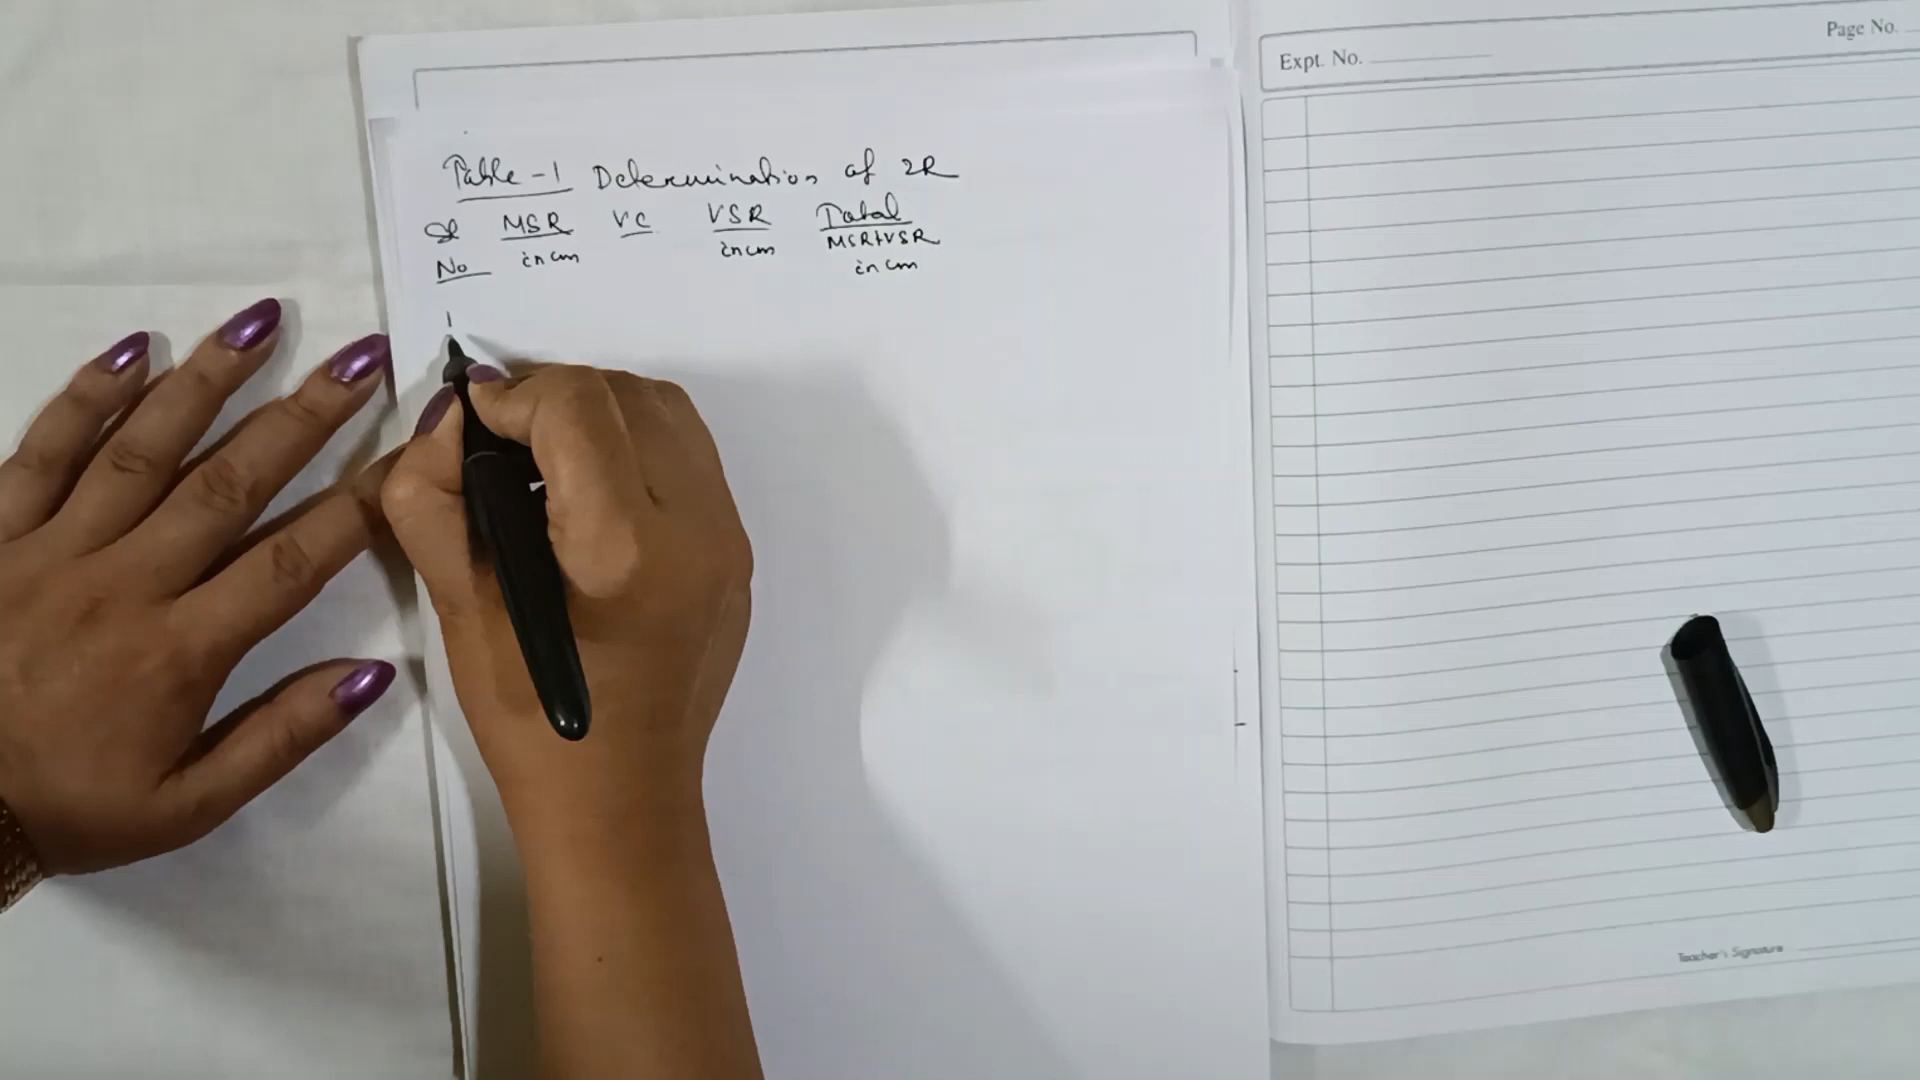 Table-1 Determination of 2R
Sl No MSR in cm VC VSR in cm Total MSR+VSR in cm
1
Expt. No.
Page No.
Teacher's Signature